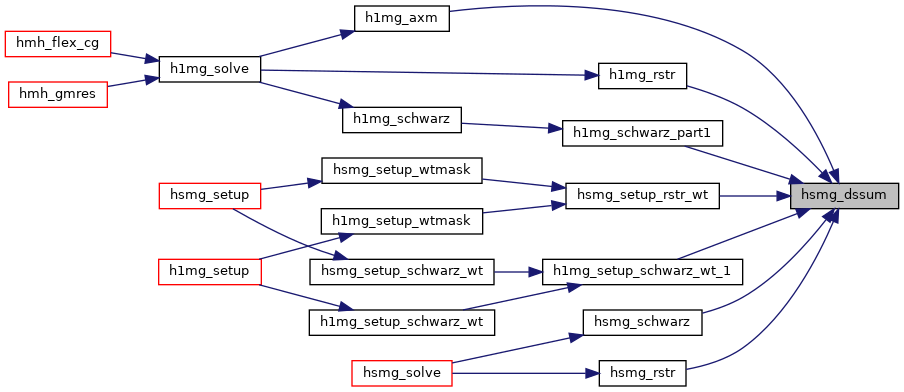 h1mg_axm
hmh_flex_cg
h1mg_solve
h1mg_rstr
hmh_gmres
h1mg_schwarz
h1mg_schwarz_part1
hsmg_setup_wtmask
hsmg_setup
hsmg_setup_rstr_wt
hsmg_dssum
h1mg_setup_wtmask
h1mg_setup
hsmg_setup_schwarz_wt
h1mg_setup_schwarz_wt_1
h1mg_setup_schwarz_wt
hsmg_schwarz
hsmg_solve
hsmg_rstr